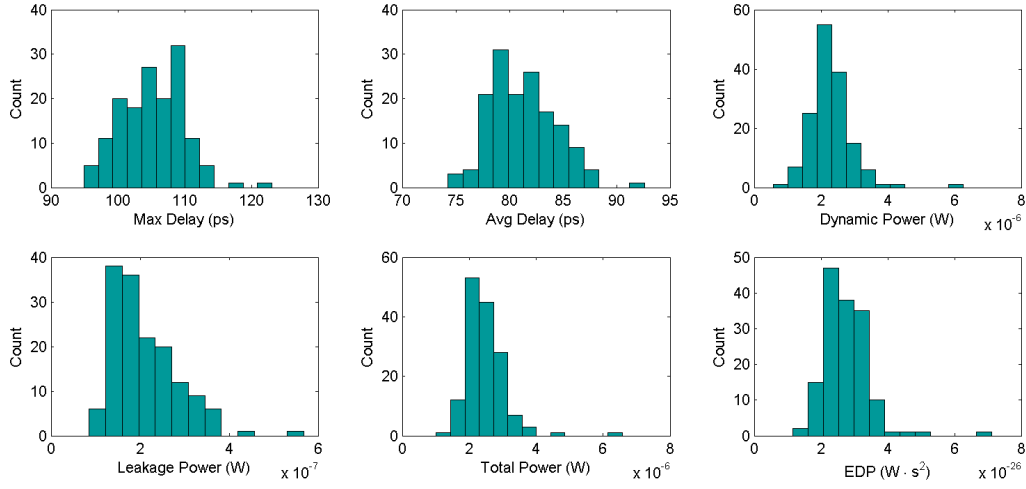 40
30
20
10
0
Count
90 100 110 120 130
Max Delay (ps)
40
30
20
10
0
Count
70 75 80 85 90 95
Avg Delay (ps)
60
40
20
0
Count
0 2 4 6 8
Dynamic Power (W)
x 10-6
40
30
20
10
0
Count
0 2 4 6
Leakage Power (W)
x 10-7
60
40
20
0
Count
0 2 4 6 8
Total Power (W)
x 10-6
50
40
30
20
10
0
Count
0 2 4 6 8
EDP (W · s²)
x 10-26